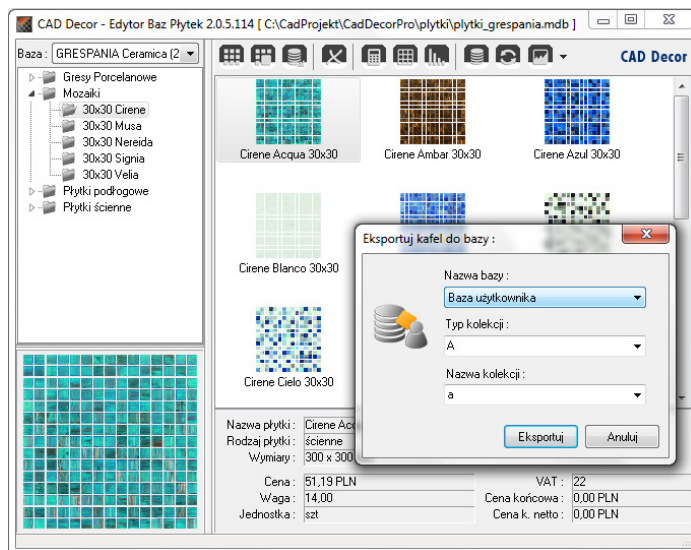 CAD Decor - Edytor Baz Płytek 2.0.5.114 [ C:\CadProjekt\CadDecorPro\plytki\plytki_grespania.mdb ]
Baza : GRESPANIA Ceramica (2
CAD Decor
Gresy Porcelanowe
Mozaiki
30x30 Cirene
30x30 Musa
30x30 Nereida
30x30 Signia
30x30 Velia
Płytki podłogowe
Płytki ścienne
Cirene Acqua 30x30
Cirene Ambar 30x30
Cirene Azul 30x30
Cirene Blanco 30x30
Cirene Cielo 30x30
Eksportuj kafel do bazy :
Nazwa bazy :
Baza użytkownika
Typ kolekcji :
A
Nazwa kolekcji :
a
Eksportuj
Anuluj
Nazwa płytki : Cirene Acq
Rodzaj płytki : ścienne
Wymiary : 300 x 300
Cena : 51,19 PLN
VAT : 22
Waga : 14,00
Cena końcowa : 0,00 PLN
Jednostka : szt
Cena k. netto : 0,00 PLN